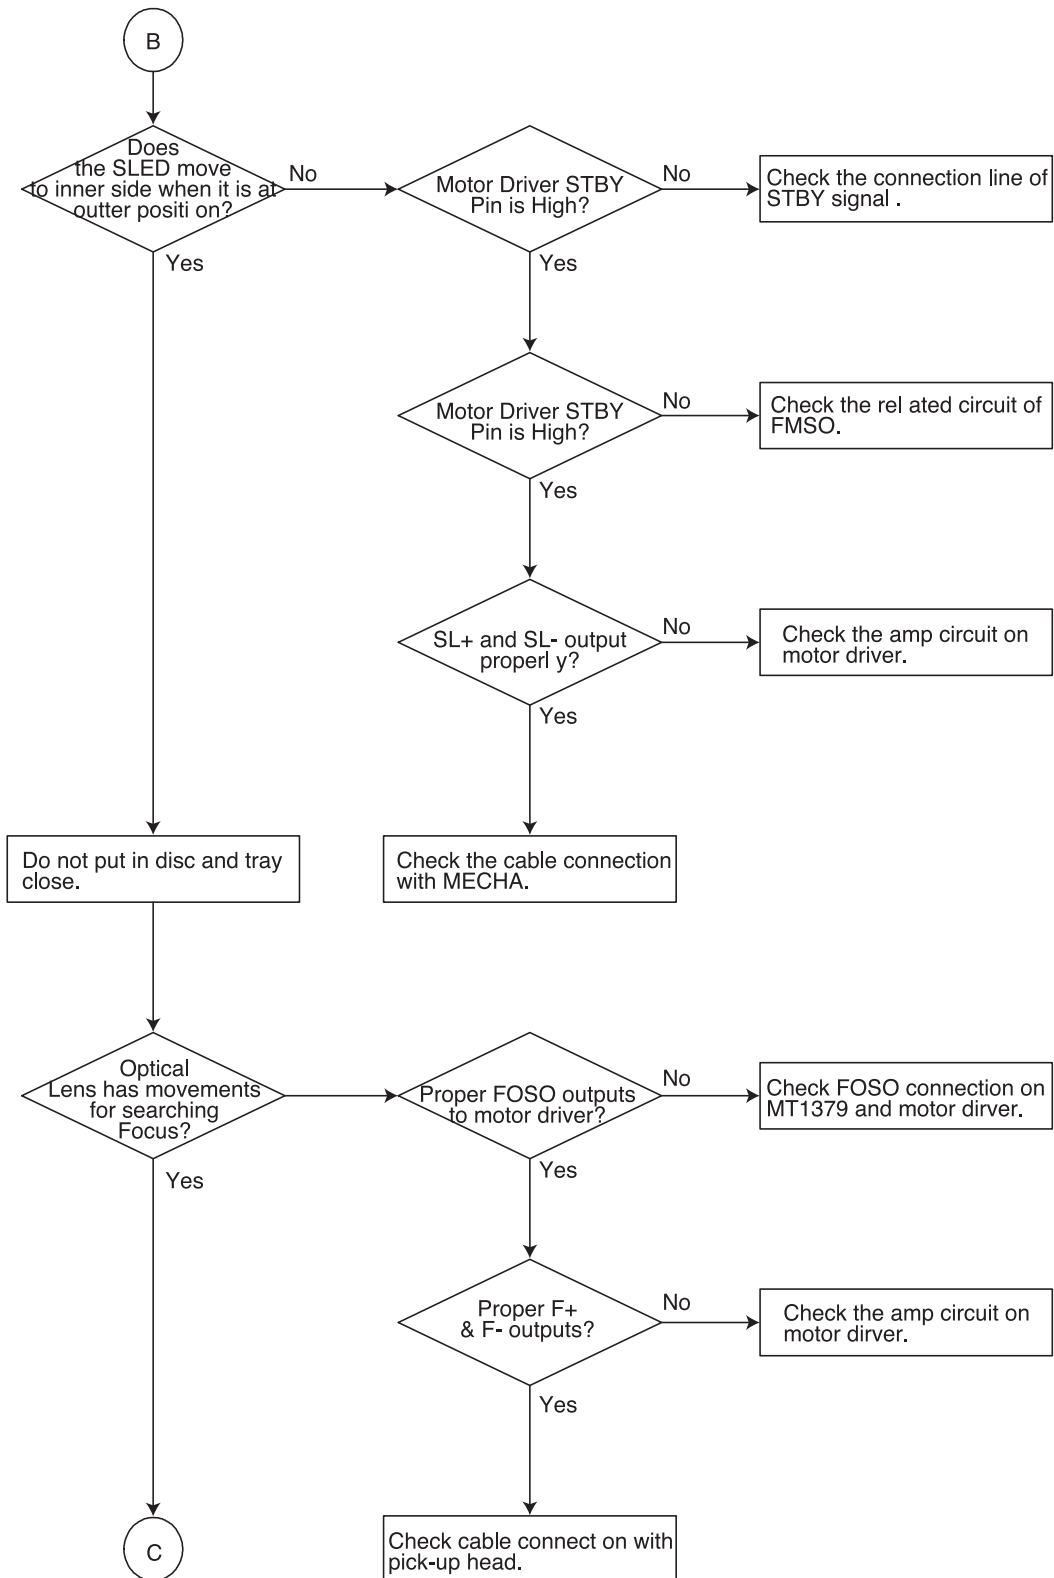 B
Does
the SLED move
to inner side when it is at
outter positi on?
No
Motor Driver STBY
Pin is High?
No
Check the connection line of
STBY signal .
Yes
Yes
Motor Driver STBY
Pin is High?
No
Check the rel ated circuit of
FMSO.
Yes
SL+ and SL- output
properl y?
No
Check the amp circuit on
motor driver.
Yes
Do not put in disc and tray
close.
Check the cable connection
with MECHA.
Optical
Lens has movements
for searching
Focus?
Proper FOSO outputs
to motor driver?
No
Check FOSO connection on
MT1379 and motor dirver.
Yes
Yes
Proper F+
& F- outputs?
No
Check the amp circuit on
motor dirver.
Yes
C
Check cable connect on with
pick-up head.